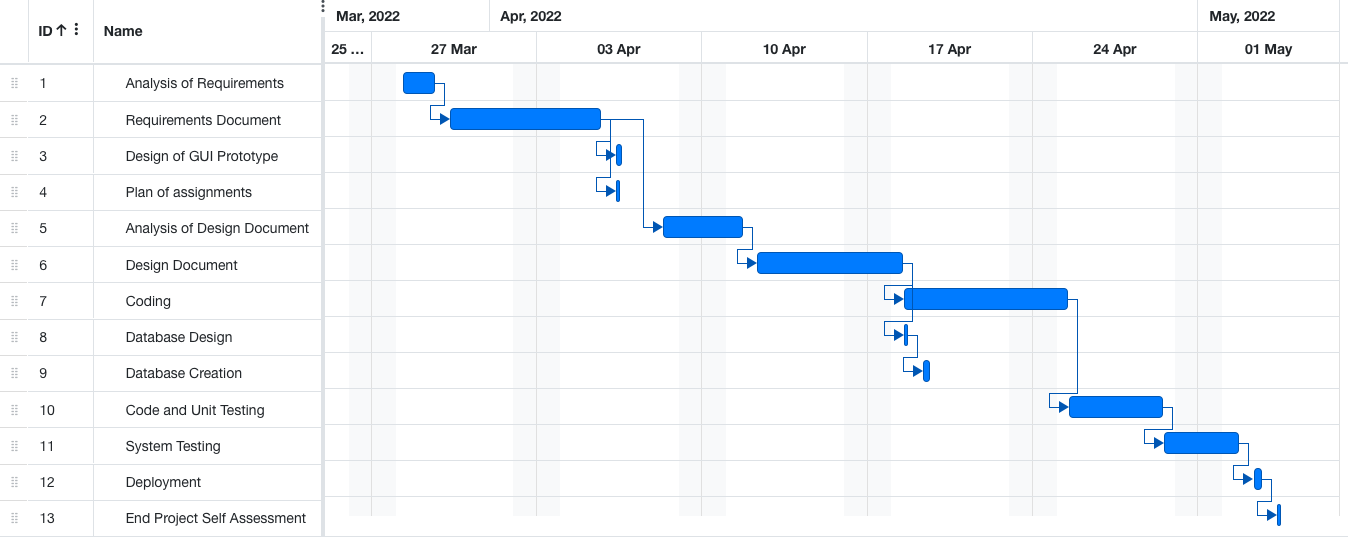 ID Name Mar, 2022 Apr, 2022 May, 2022
25 ... 27 Mar 03 Apr 10 Apr 17 Apr 24 Apr 01 May
1 Analysis of Requirements
2 Requirements Document
3 Design of GUI Prototype
4 Plan of assignments
5 Analysis of Design Document
6 Design Document
7 Coding
8 Database Design
9 Database Creation
10 Code and Unit Testing
11 System Testing
12 Deployment
13 End Project Self Assessment